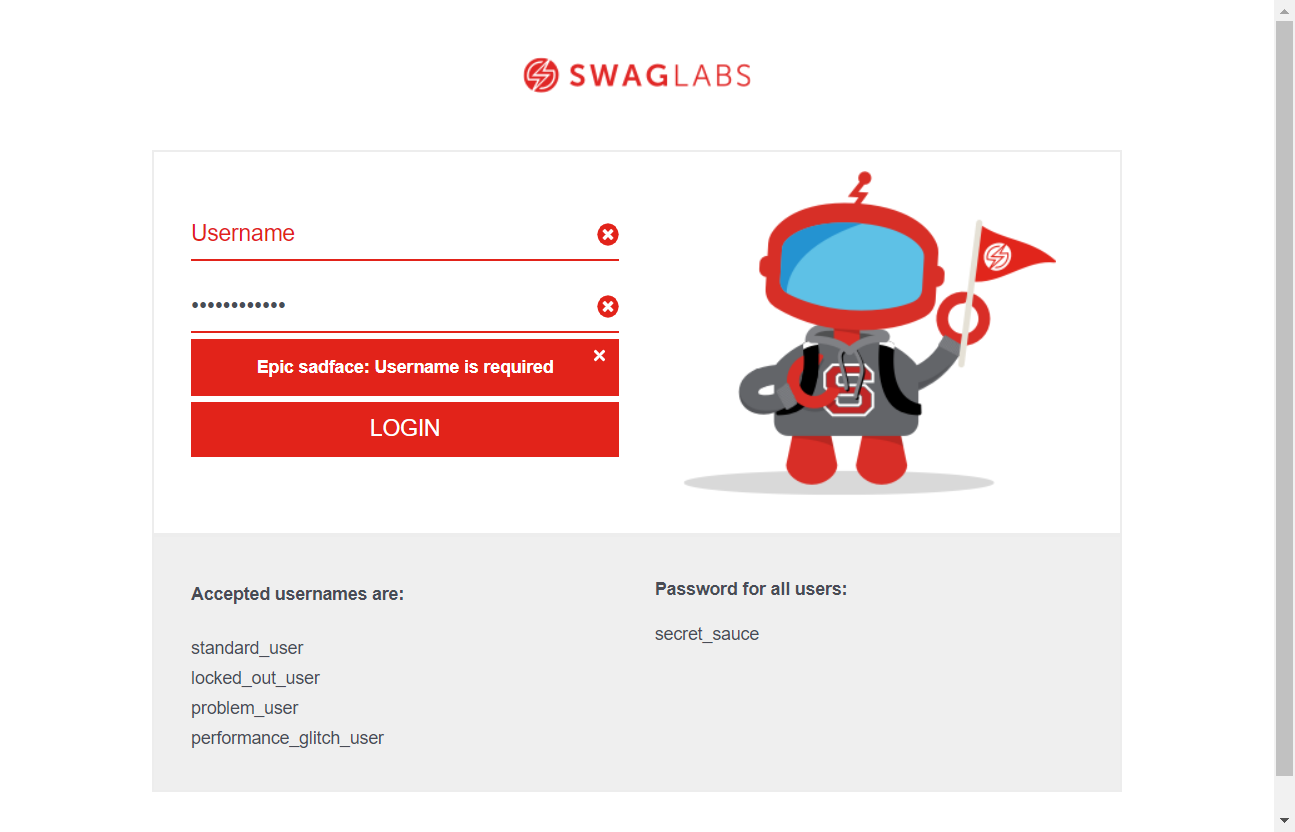 SWAGLABS
Username
••••••••••••
Epic sadface: Username is required
LOGIN
S
Accepted usernames are:
standard_user
locked_out_user
problem_user
performance_glitch_user
Password for all users:
secret_sauce